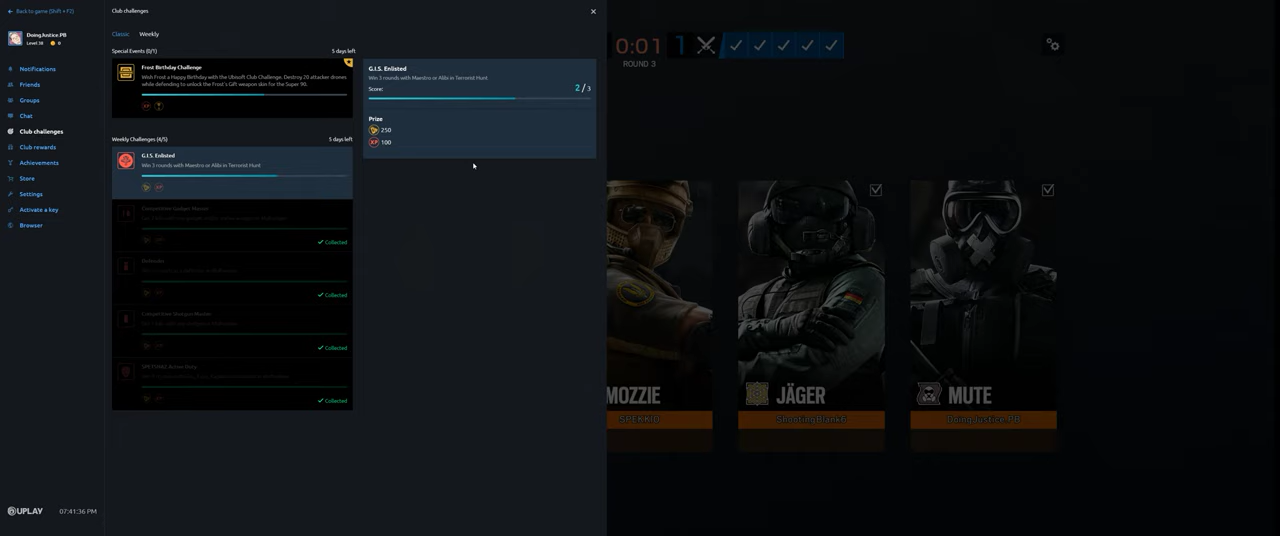 Back to game (Shift + F2)
DoingJustice.PB
Level 38 0
Notifications
Friends
Groups
Chat
Club challenges
Club rewards
Achievements
Store
Settings
Activate a key
Browser
UPLAY 07:41:36 PM
Club challenges
Classic Weekly
Special Events (0/1) 5 days left
Frost Birthday Challenge
Wish Frost a Happy Birthday with the Ubisoft Club Challenge. Destroy 20 attacker drones
while defending to unlock the Frost's Gift weapon skin for the Super 90.
XP
Weekly Challenges (4/5) 5 days left
G.I.S. Enlisted
Win 3 rounds with Maestro or Alibi in Terrorist Hunt
Collected
Collected
Collected
Collected
G.I.S. Enlisted
Win 3 rounds with Maestro or Alibi in Terrorist Hunt
Score: 2 / 3
Prize
250
XP 100
0:01 1
ROUND 3
MOZZIE
SPEKKIO
JÄGER
ShootingBlank6
MUTE
DoingJustice.PB